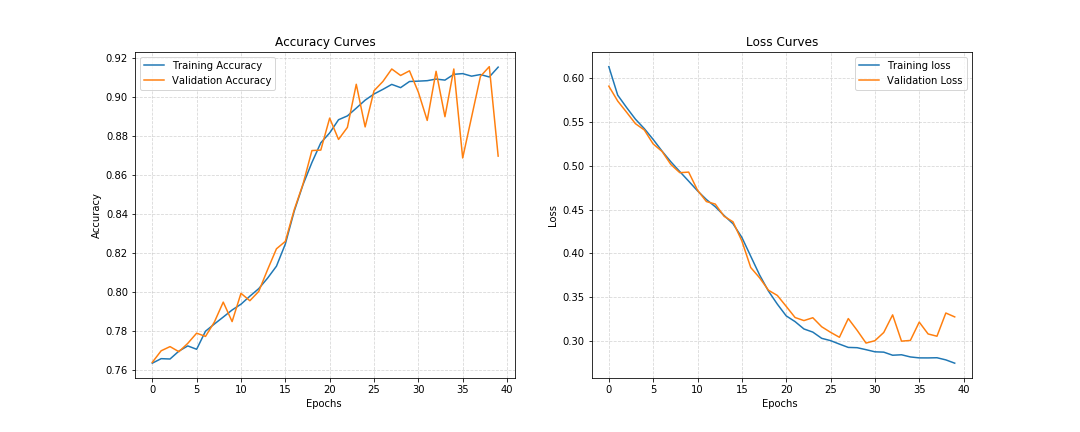 Accuracy Curves
Training Accuracy
Validation Accuracy
Accuracy
0.92
0.90
0.88
0.86
0.84
0.82
0.80
0.78
0.76
0 5 10 15 20 25 30 35 40
Epochs
Loss Curves
Training loss
Validation Loss
Loss
0.60
0.55
0.50
0.45
0.40
0.35
0.30
0 5 10 15 20 25 30 35 40
Epochs